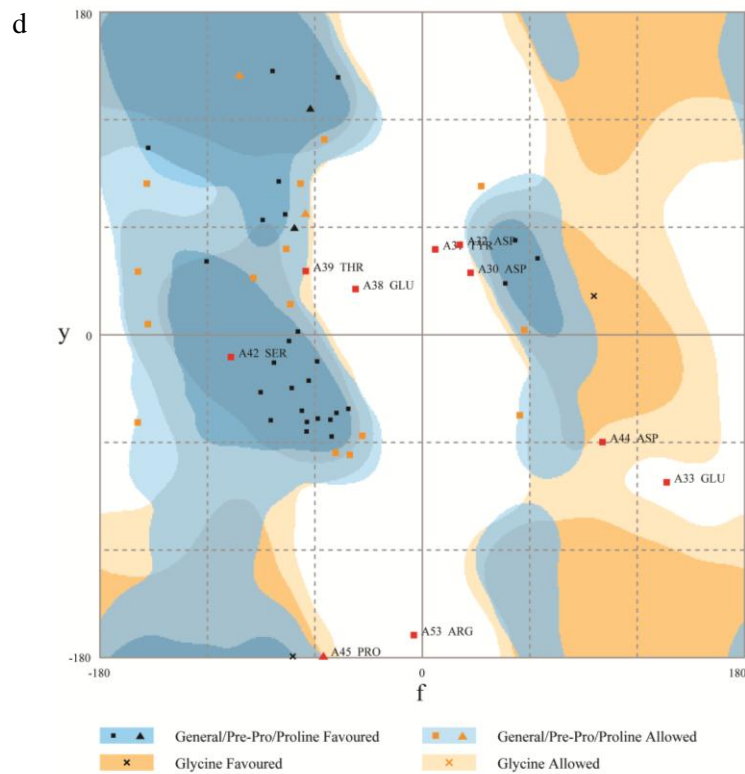 d
180
A32 ASP
A37 TYR
A39 THR
A30 ASP
A38 GLU
y
0
A42 SER
A44 ASP
A33 GLU
A53 ARG
A45 PRO
-180
-180
0
180
f
General/Pre-Pro/Proline Favoured
General/Pre-Pro/Proline Allowed
Glycine Favoured
Glycine Allowed